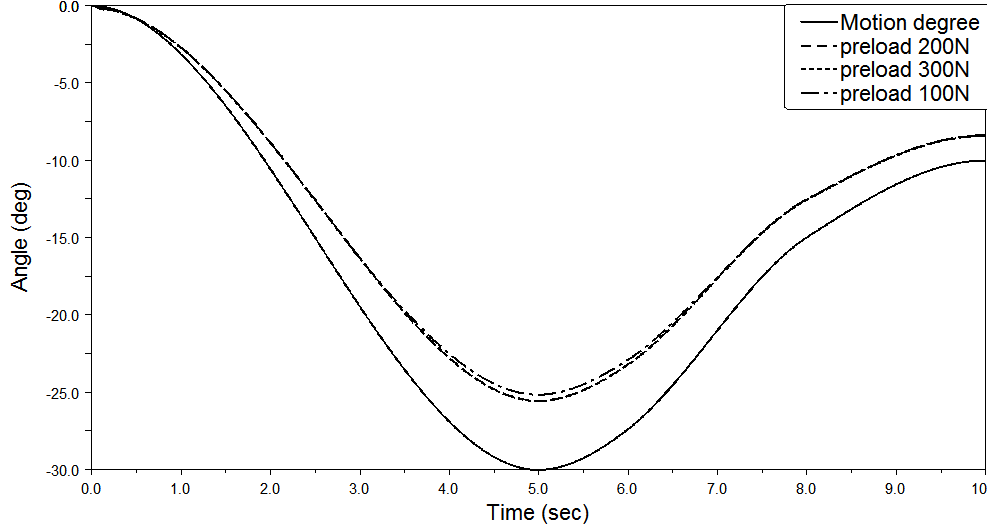 0.0
-5.0
-10.0
-15.0
-20.0
-25.0
-30.0
Angle (deg)
Motion degree
preload 200N
preload 300N
preload 100N
0.0 1.0 2.0 3.0 4.0 5.0 6.0 7.0 8.0 9.0 10
Time (sec)